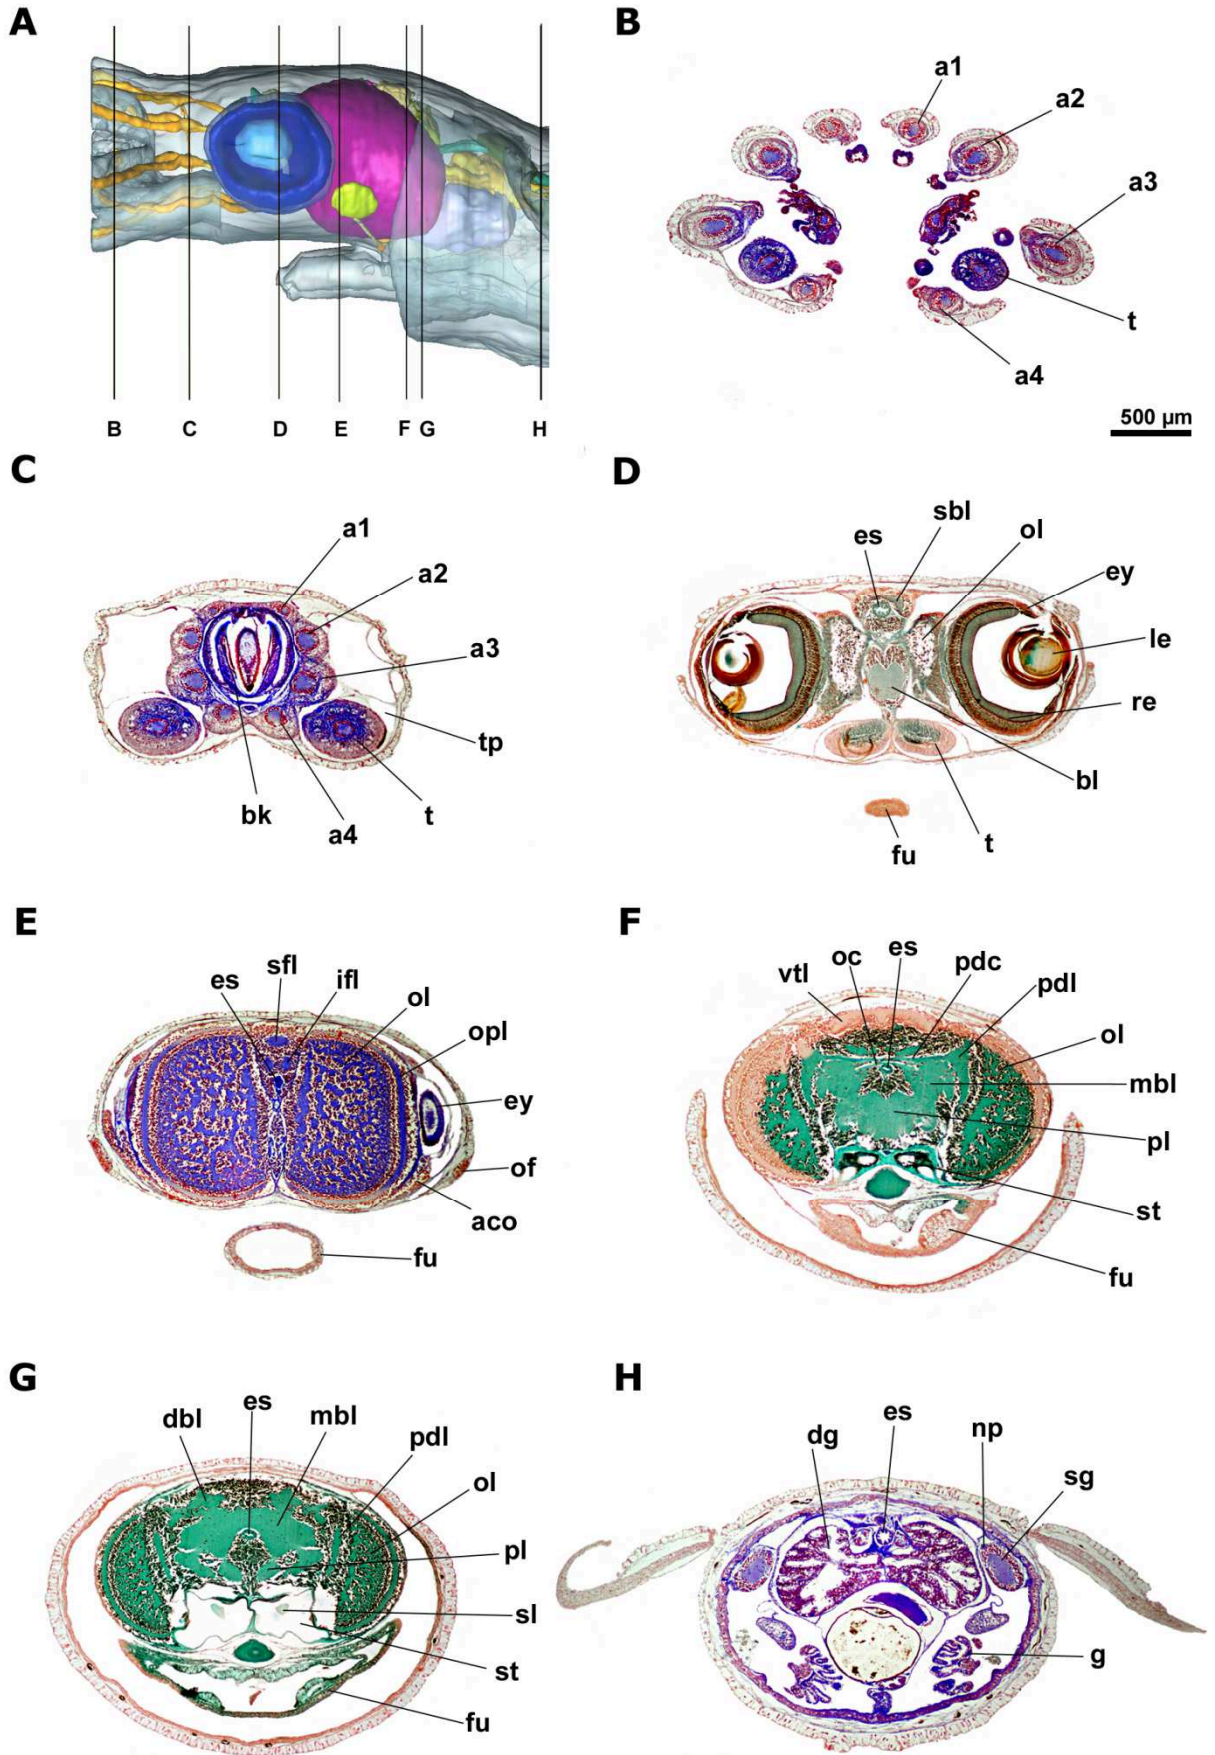 A
B
a1
a2
a3
t
a4
500 µm
B C D E F G H
C
D
a1
a2
a3
tp
t
a4
bk
es
sbl
ol
ey
le
re
bl
t
fu
E
F
es
sfl
ifl
ol
opl
ey
of
aco
fu
vtl
oc
es
pdc
pdl
ol
mbl
pl
st
fu
G
H
dbl
es
mbl
pdl
ol
pl
sl
st
fu
dg
es
np
sg
g